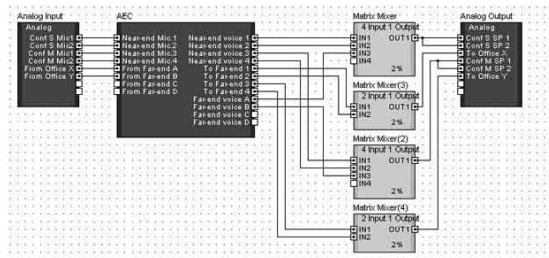 Analog Input
Analog
Conf S Mic1
Conf S Mic2
Conf M Mic1
Conf M Mic2
From Office X
From Office Y
AEC
Near-end Mic.1 Near-end voice 1
Near-end Mic.2 Near-end voice 2
Near-end Mic.3 Near-end voice 3
Near-end Mic.4 Near-end voice 4
From Far-end A To Far-end 1
From Far-end B To Far-end 2
From Far-end C To Far-end 3
From Far-end D To Far-end 4
Far-end voice A
Far-end voice B
Far-end voice C
Far-end voice D
Matrix Mixer
4 Input 1 Output
IN1 OUT1
IN2
IN3
IN4
2%
Matrix Mixer(3)
2 Input 1 Output
IN1 OUT1
IN2
2%
Matrix Mixer(2)
4 Input 1 Output
IN1 OUT1
IN2
IN3
IN4
2%
Matrix Mixer(4)
2 Input 1 Output
IN1 OUT1
IN2
2%
Analog Output
Analog
Conf S SP 1
Conf S SP 2
To Office X
Conf M SP 1
Conf M SP 2
To Office Y